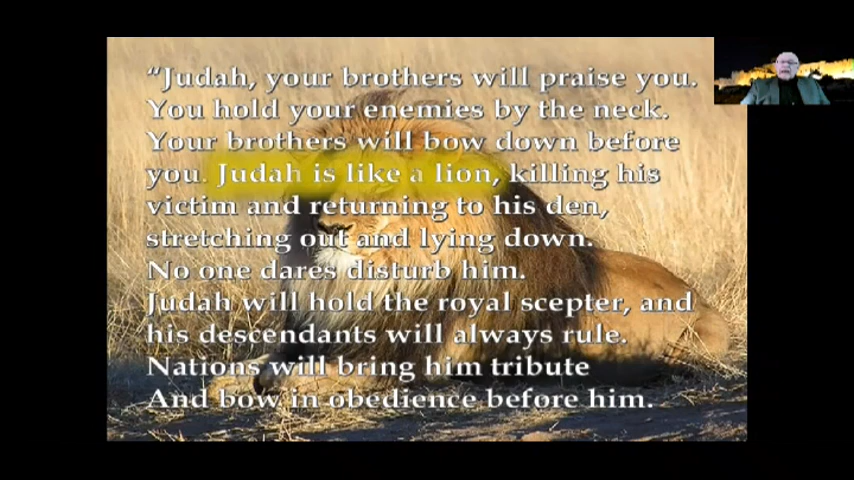 “Judah, your brothers will praise you.
You hold your enemies by the neck.
Your brothers will bow down before
you. Judah is like a lion, killing his
victim and returning to his den,
stretching out and lying down.
No one dares disturb him.
Judah will hold the royal scepter, and
his descendants will always rule.
Nations will bring him tribute
And bow in obedience before him.